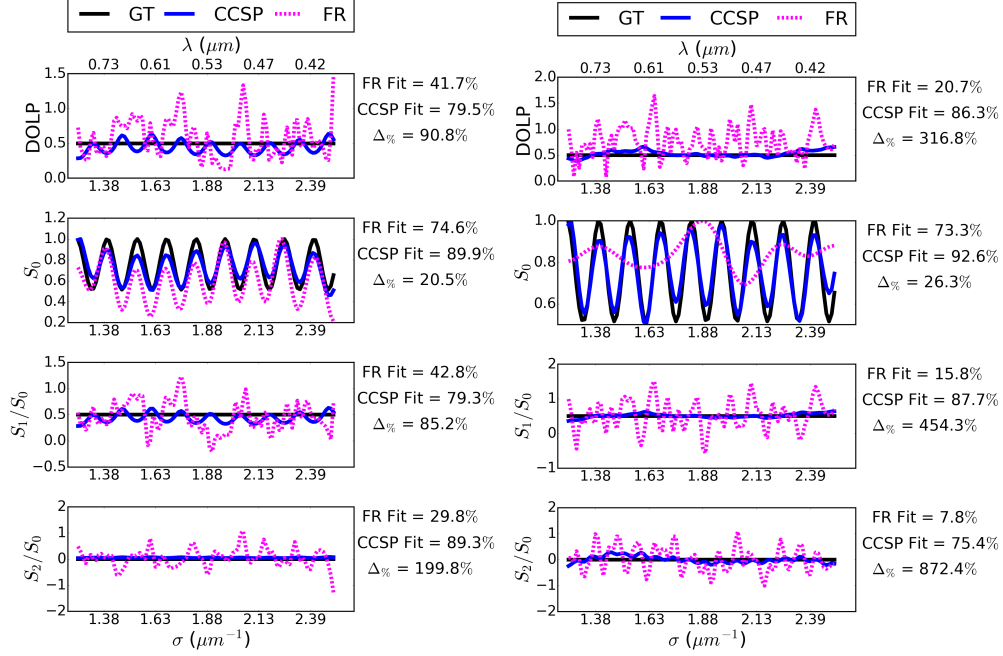 GT CCSP FR
λ (μm)
0.73 0.61 0.53 0.47 0.42
1.5
1.0
0.5
0.0
DOLP
1.38 1.63 1.88 2.13 2.39
FR Fit = 41.7%
CCSP Fit = 79.5%
Δ% = 90.8%
1.2
1.0
0.8
0.6
0.4
0.2
S0
1.38 1.63 1.88 2.13 2.39
FR Fit = 74.6%
CCSP Fit = 89.9%
Δ% = 20.5%
1.5
1.0
0.5
0.0
−0.5
S1/S0
1.38 1.63 1.88 2.13 2.39
FR Fit = 42.8%
CCSP Fit = 79.3%
Δ% = 85.2%
2
1
0
−1
−2
S2/S0
1.38 1.63 1.88 2.13 2.39
σ (μm−1)
FR Fit = 29.8%
CCSP Fit = 89.3%
Δ% = 199.8%
GT CCSP FR
λ (μm)
0.73 0.61 0.53 0.47 0.42
2.0
1.5
1.0
0.5
0.0
DOLP
1.38 1.63 1.88 2.13 2.39
FR Fit = 20.7%
CCSP Fit = 86.3%
Δ% = 316.8%
1.0
0.8
0.6
S0
1.38 1.63 1.88 2.13 2.39
FR Fit = 73.3%
CCSP Fit = 92.6%
Δ% = 26.3%
2
1
0
−1
S1/S0
1.38 1.63 1.88 2.13 2.39
FR Fit = 15.8%
CCSP Fit = 87.7%
Δ% = 454.3%
2
1
0
−1
−2
S2/S0
1.38 1.63 1.88 2.13 2.39
σ (μm−1)
FR Fit = 7.8%
CCSP Fit = 75.4%
Δ% = 872.4%